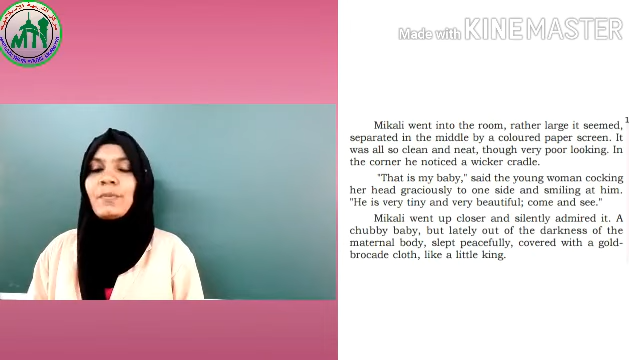 Made with KINEMASTER
MTN
1
Mikali went into the room, rather large it seemed,
separated in the middle by a coloured paper screen. It
was all so clean and neat, though very poor looking. In
the corner he noticed a wicker cradle.
"That is my baby," said the young woman cocking
her head graciously to one side and smiling at him.
"He is very tiny and very beautiful; come and see."
Mikali went up closer and silently admired it. A
chubby baby, but lately out of the darkness of the
maternal body, slept peacefully, covered with a gold-
brocade cloth, like a little king.